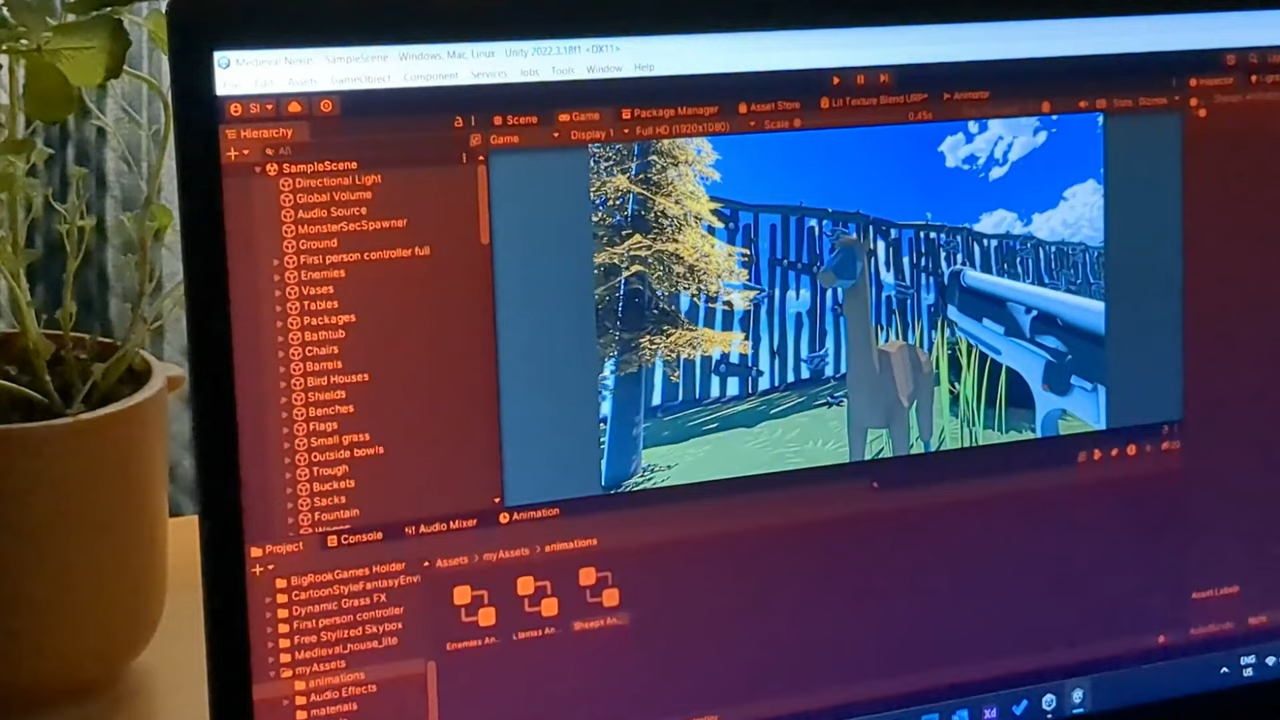 Medieval Nexus - SampleScene - Windows, Mac, Linux - Unity 2022.3.18f1 <DX11>
Assets GameObject Component Services Jobs Tools Window Help
SI
Hierarchy
All
Scene Game Package Manager Asset Store Lit Texture Blend URP* Animator
Inspector
Game Display 1 Full HD (1920x1080) Scale 0.45x Stats Gizmos
SampleScene
Directional Light
Global Volume
Audio Source
MonsterSecSpawner
Ground
First person controller full
Enemies
Vases
Tables
Packages
Bathtub
Chairs
Barrels
Bird Houses
Shields
Benches
Flags
Small grass
Outside bowls
Trough
Buckets
Sacks
Fountain
Project Console Audio Mixer Animation
Assets > myAssets > animations
BigRookGames Holder
CartoonStyleFantasyEnvi
Dynamic Grass FX
First person controller
Free Stylized Skybox
Medieval_house_lite
myAssets
animations
Audio Effects
materials
Enemies An...
Llamas An...
Sheeps An...
Asset Labels
ENG
US
Xd